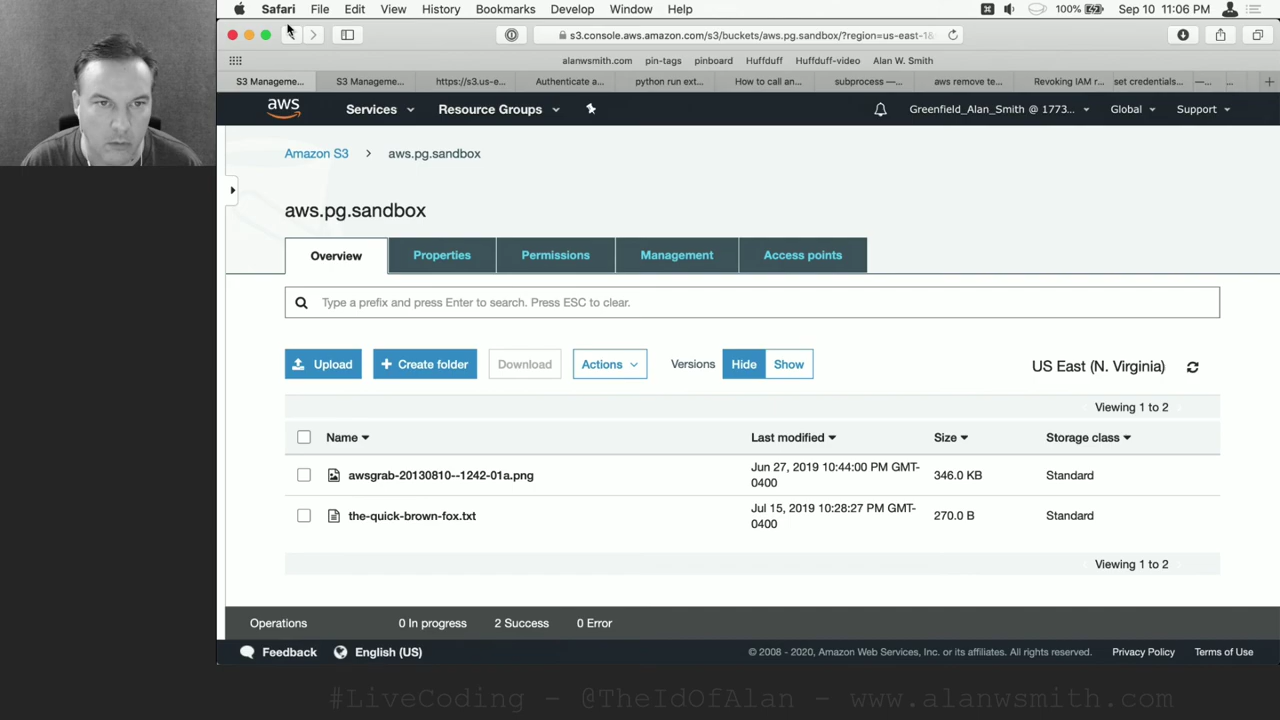 Safari File Edit View History Bookmarks Develop Window Help 100% Sep 10 11:06 PM
s3.console.aws.amazon.com/s3/buckets/aws.pg.sandbox/?region=us-east-1&
alanwsmith.com pin-tags pinboard Huffduff Huffduff-video Alan W. Smith
S3 Manageme... S3 Manageme... https://s3.us-e... Authenticate a... python run ext... How to call an... subprocess —... aws remove te... Revoking IAM r... set credentials... —... ...
aws Services Resource Groups Greenfield_Alan_Smith @ 1773... Global Support
Amazon S3 > aws.pg.sandbox
aws.pg.sandbox
Overview Properties Permissions Management Access points
Type a prefix and press Enter to search. Press ESC to clear.
Upload + Create folder Download Actions Versions Hide Show US East (N. Virginia)
Viewing 1 to 2
Name Last modified Size Storage class
awsgrab-20130810--1242-01a.png Jun 27, 2019 10:44:00 PM GMT- 346.0 KB Standard
0400
the-quick-brown-fox.txt Jul 15, 2019 10:28:27 PM GMT- 270.0 B Standard
0400
Viewing 1 to 2
Operations 0 In progress 2 Success 0 Error
Feedback English (US) © 2008 - 2020, Amazon Web Services, Inc. or its affiliates. All rights reserved. Privacy Policy Terms of Use
#LiveCoding - @TheIdOfAlan - www.alanwsmith.com